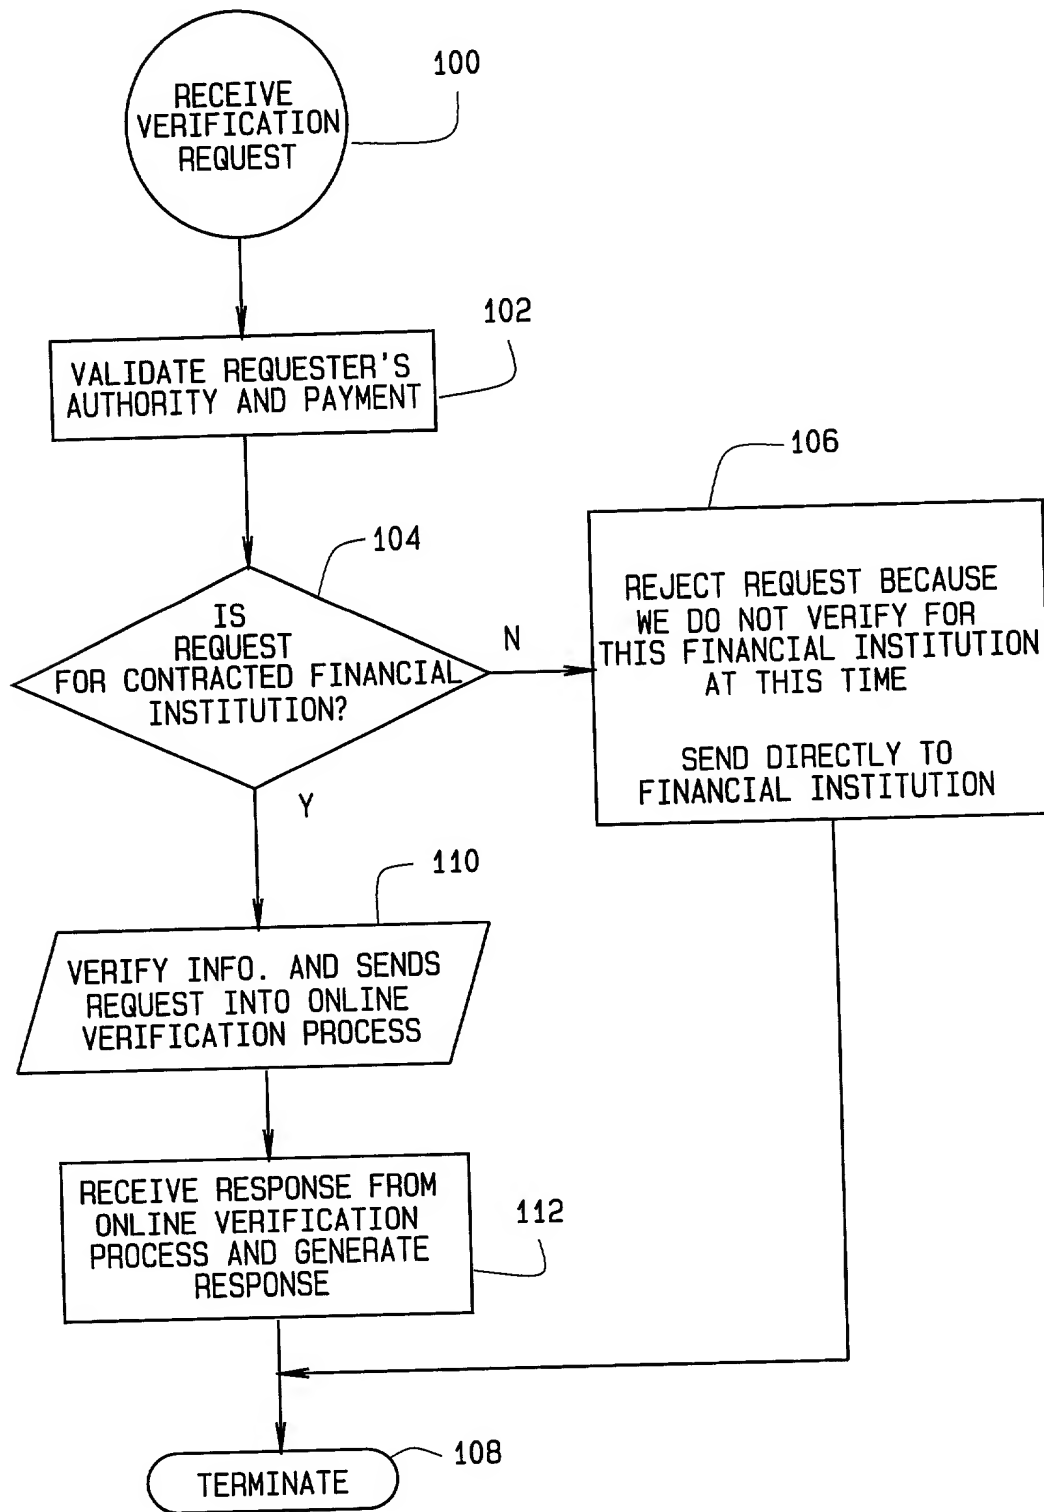 100
RECEIVE
VERIFICATION
REQUEST
102
VALIDATE REQUESTER'S
AUTHORITY AND PAYMENT
106
104
IS
REQUEST
FOR CONTRACTED FINANCIAL
INSTITUTION?
N
Y
REJECT REQUEST BECAUSE
WE DO NOT VERIFY FOR
THIS FINANCIAL INSTITUTION
AT THIS TIME
SEND DIRECTLY TO
FINANCIAL INSTITUTION
110
VERIFY INFO. AND SENDS
REQUEST INTO ONLINE
VERIFICATION PROCESS
RECEIVE RESPONSE FROM
ONLINE VERIFICATION
PROCESS AND GENERATE
RESPONSE
112
108
TERMINATE